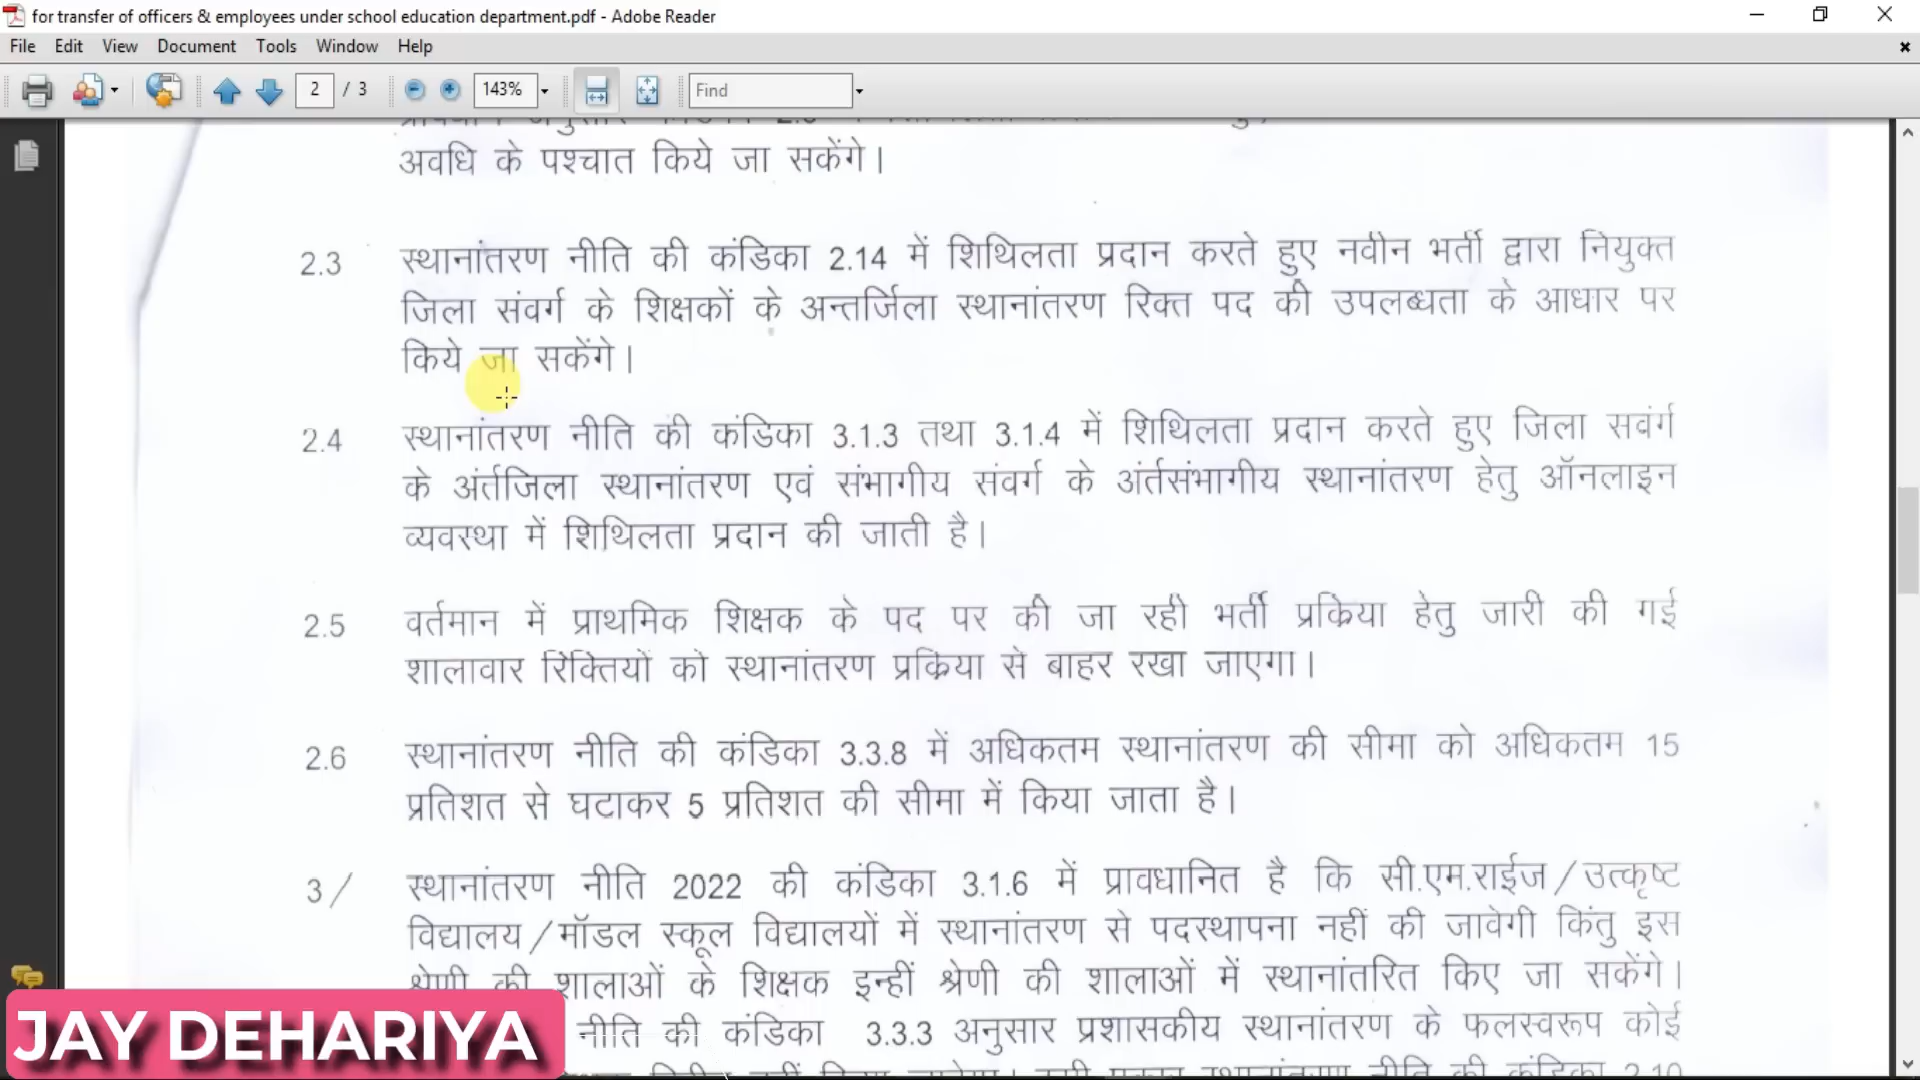 for transfer of officers & employees under school education department.pdf - Adobe Reader
File Edit View Document Tools Window Help
2 / 3 143% Find
अवधि के पश्चात किये जा सकेंगे।
2.3 स्थानांतरण नीति की कंडिका 2.14 में शिथिलता प्रदान करते हुए नवीन भर्ती द्वारा नियुक्त
जिला संवर्ग के शिक्षकों के अन्तर्जिला स्थानांतरण रिक्त पद की उपलब्धता के आधार पर
किये जा सकेंगे।
2.4 स्थानांतरण नीति की कंडिका 3.1.3 तथा 3.1.4 में शिथिलता प्रदान करते हुए जिला सवंर्ग
के अंर्तजिला स्थानांतरण एवं संभागीय संवर्ग के अंर्तसंभागीय स्थानांतरण हेतु ऑनलाइन
व्यवस्था में शिथिलता प्रदान की जाती है।
2.5 वर्तमान में प्राथमिक शिक्षक के पद पर की जा रही भर्ती प्रक्रिया हेतु जारी की गई
शालावार रिक्तियों को स्थानांतरण प्रक्रिया से बाहर रखा जाएगा।
2.6 स्थानांतरण नीति की कंडिका 3.3.8 में अधिकतम स्थानांतरण की सीमा को अधिकतम 15
प्रतिशत से घटाकर 5 प्रतिशत की सीमा में किया जाता है।
3/ स्थानांतरण नीति 2022 की कंडिका 3.1.6 में प्रावधानित है कि सी.एम.राईज/उत्कृष्ट
विद्यालय/मॉडल स्कूल विद्यालयों में स्थानांतरण से पदस्थापना नहीं की जावेगी किंतु इस
श्रेणी की शालाओं के शिक्षक इन्हीं श्रेणी की शालाओं में स्थानांतरित किए जा सकेंगे।
नीति की कंडिका 3.3.3 अनुसार प्रशासकीय स्थानांतरण के फलस्वरूप कोई
JAY DEHARIYA